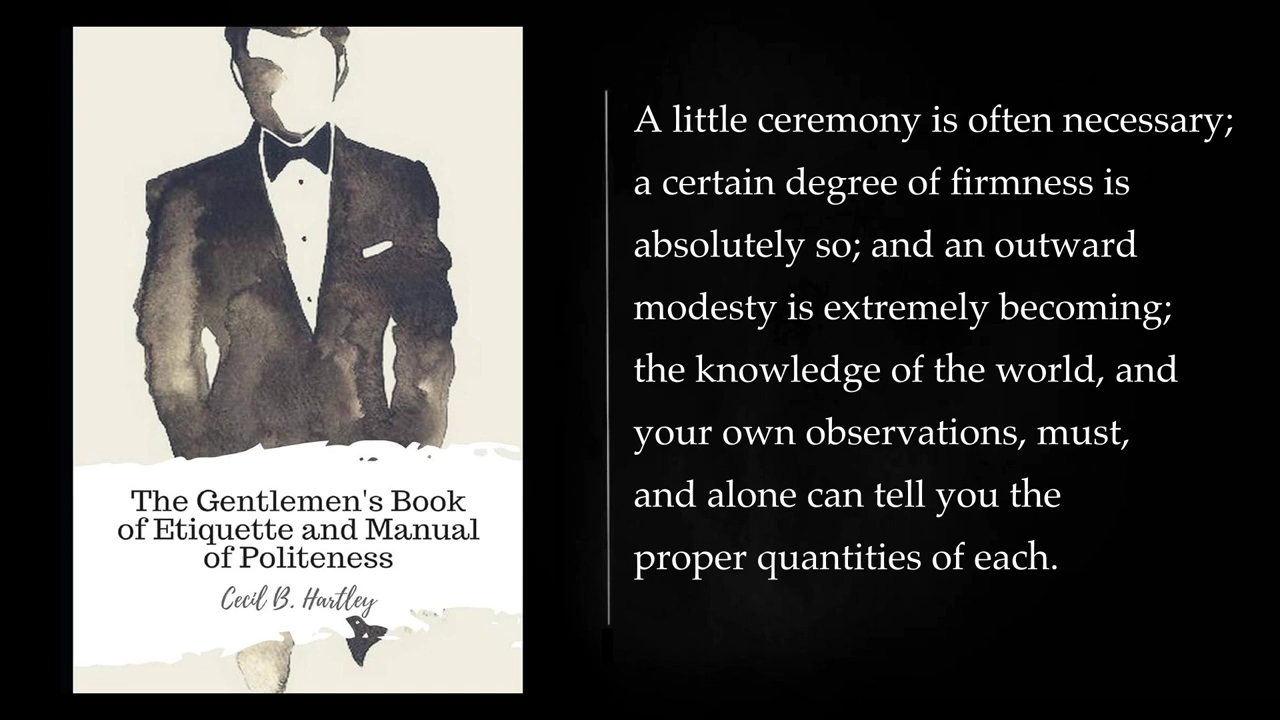 The Gentlemen's Book
of Etiquette and Manual
of Politeness
Cecil B. Hartley
A little ceremony is often necessary;
a certain degree of firmness is
absolutely so; and an outward
modesty is extremely becoming;
the knowledge of the world, and
your own observations, must,
and alone can tell you the
proper quantities of each.